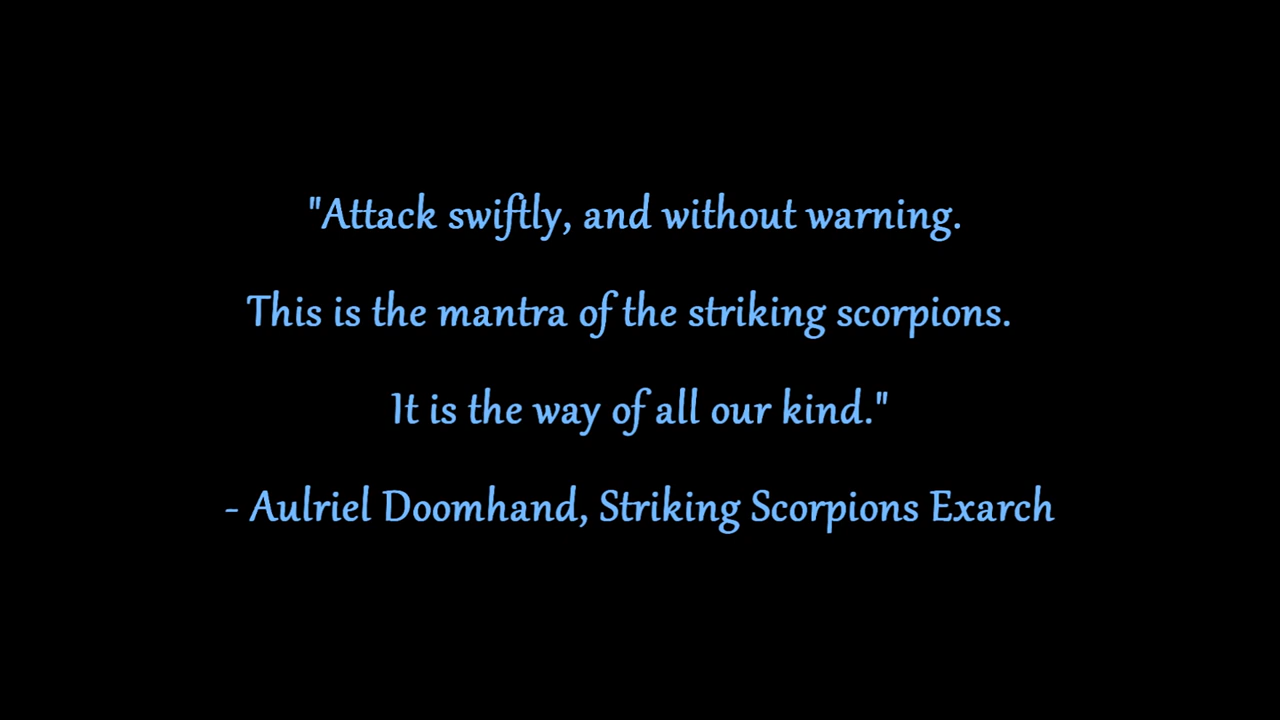 "Attack swiftly, and without warning.
This is the mantra of the striking scorpions.
It is the way of all our kind."
- Aulriel Doomhand, Striking Scorpions Exarch